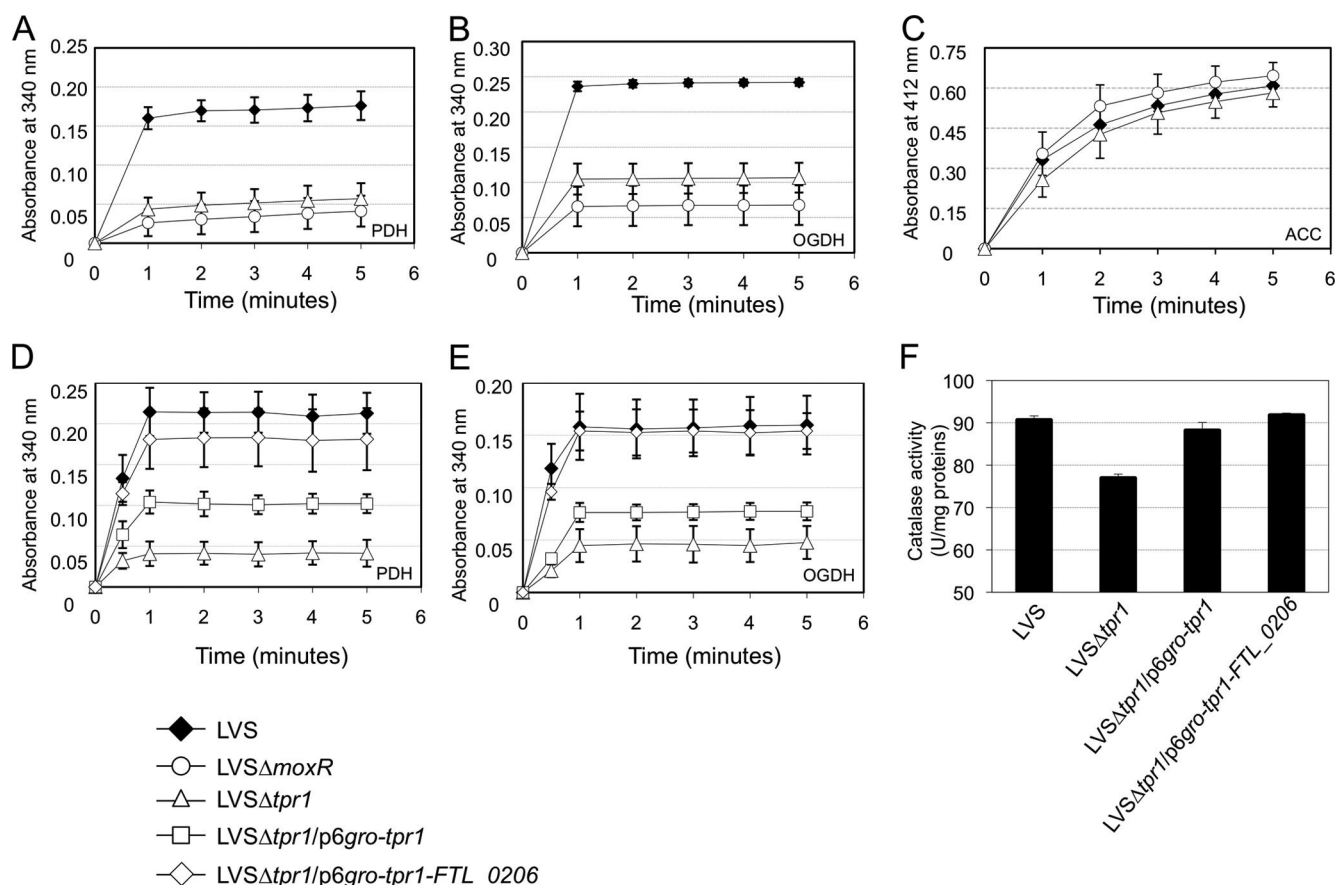 A
Absorbance at 340 nm
0.25
0.20
0.15
0.10
0.05
0
0 1 2 3 4 5 6
PDH
Time (minutes)
B
Absorbance at 340 nm
0.30
0.25
0.20
0.15
0.10
0.05
0
0 1 2 3 4 5 6
OGDH
Time (minutes)
C
Absorbance at 412 nm
0.75
0.60
0.45
0.30
0.15
0
0 1 2 3 4 5 6
ACC
Time (minutes)
D
Absorbance at 340 nm
0.25
0.20
0.15
0.10
0.05
0
0 1 2 3 4 5 6
PDH
Time (minutes)
E
Absorbance at 340 nm
0.20
0.15
0.10
0.05
0
0 1 2 3 4 5 6
OGDH
Time (minutes)
F
Catalase activity
(U/mg proteins)
100
90
80
70
60
50
LVS
LVSΔtpr1
LVSΔtpr1/p6gro-tpr1
LVSΔtpr1/p6gro-tpr1-FTL_0206
LVS
LVSΔmoxR
LVSΔtpr1
LVSΔtpr1/p6gro-tpr1
LVSΔtpr1/p6gro-tpr1-FTL_0206